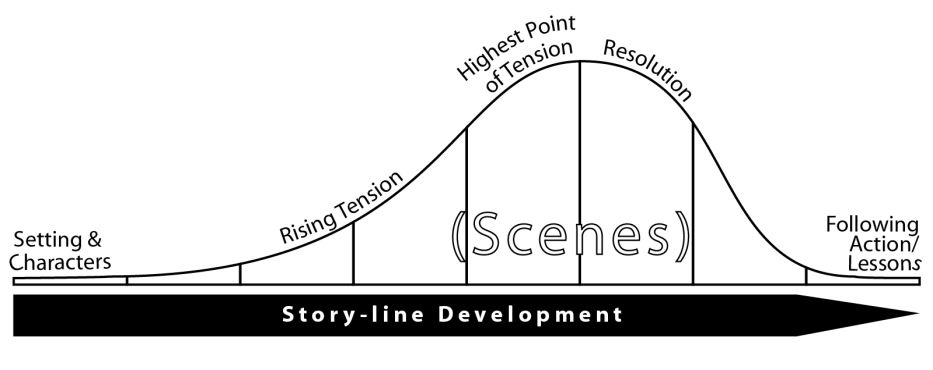 Setting &
Characters
Rising Tension
Highest Point
of Tension
Resolution
(Scenes)
Following
Action/
Lessons
Story-line Development